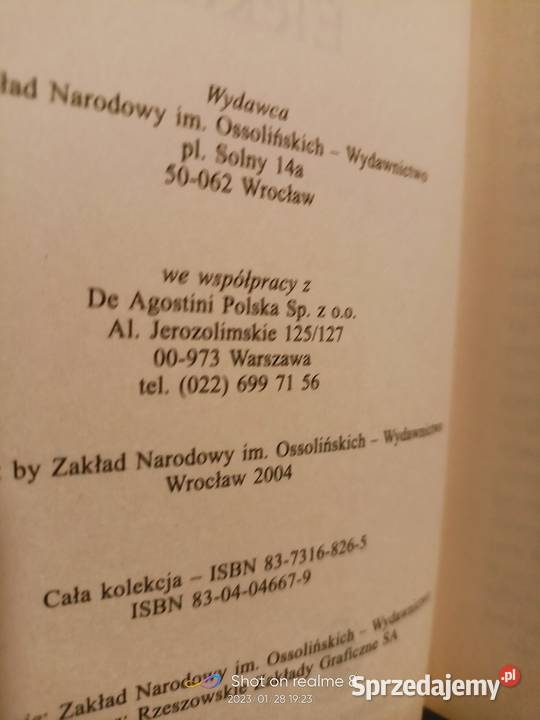 Wydawca
ład Narodowy im. Ossolińskich – Wydawnictwo
pl. Solny 14a
50-062 Wrocław
we współpracy z
De Agostini Polska Sp. z o.o.
Al. Jerozolimskie 125/127
00-973 Warszawa
tel. (022) 699 71 56
by Zakład Narodowy im. Ossolińskich – Wydawnictwo
Wrocław 2004
Cała kolekcja – ISBN 83-7316-826-5
ISBN 83-04-04667-9
Zakład Narodowy im. Ossolińskich – Wydawnictwo
Rzeszowskie Zakłady Graficzne SA
Shot on realme 8
2023/01/28 19:23
Sprzedajemy.pl